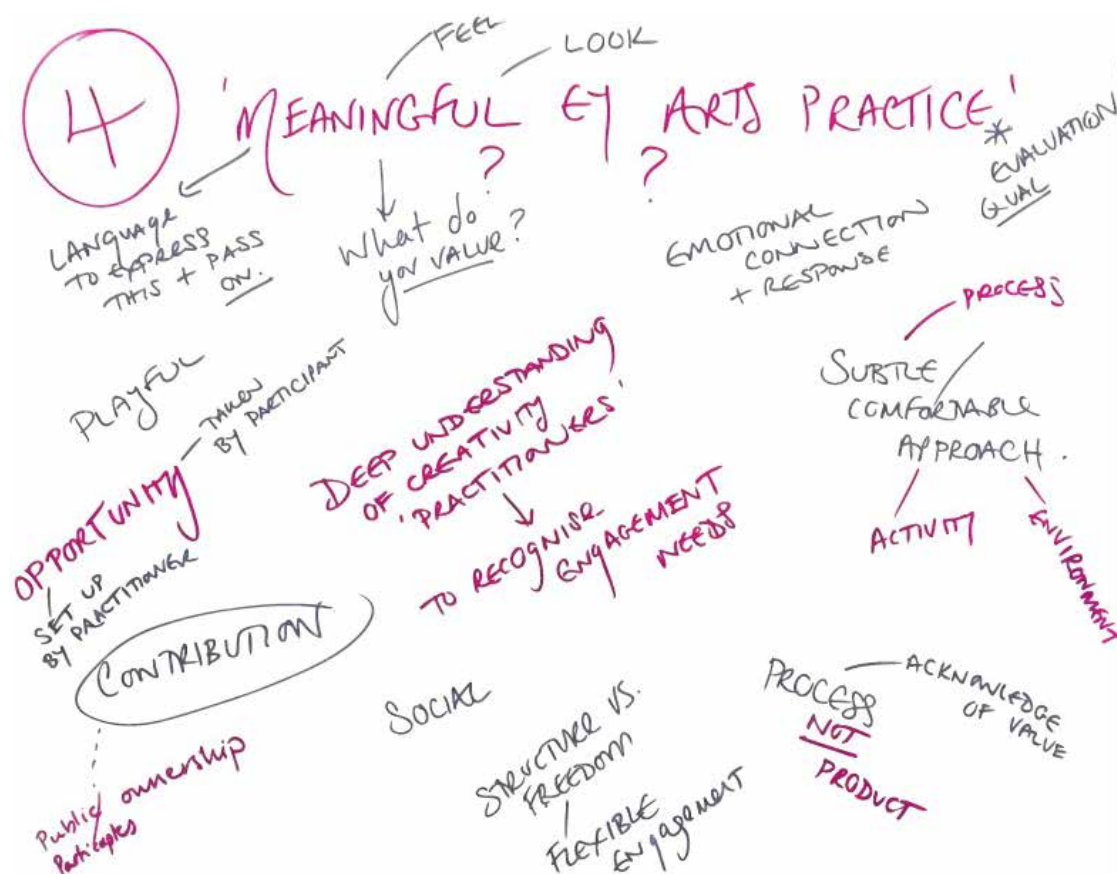 FEEL
LOOK
4
'MEANINGFUL EY ARTS PRACTICE'
?
?
*
EVALUATION
QUAL
LANGUAGE
TO EXPRESS
THIS + PASS
ON.
What do
you VALUE?
EMOTIONAL
CONNECTION
+ RESPONSE
PROCESS
SUBTLE
COMFORTABLE
APPROACH.
ACTIVITY
ENVIRONMENT
PLAYFUL
TAKEN
BY PARTICIPANT
OPPORTUNITY
SET UP
BY PRACTITIONER
DEEP UNDERSTANDING
OF CREATIVITY
'PRACTITIONERS'
TO RECOGNISE
ENGAGEMENT
NEEDS
CONTRIBUTION
Public ownership
SOCIAL
STRUCTURE VS.
FREEDOM
FLEXIBLE
ENGAGEMENT
PROCESS
NOT
PRODUCT
ACKNOWLEDGE
OF VALUE